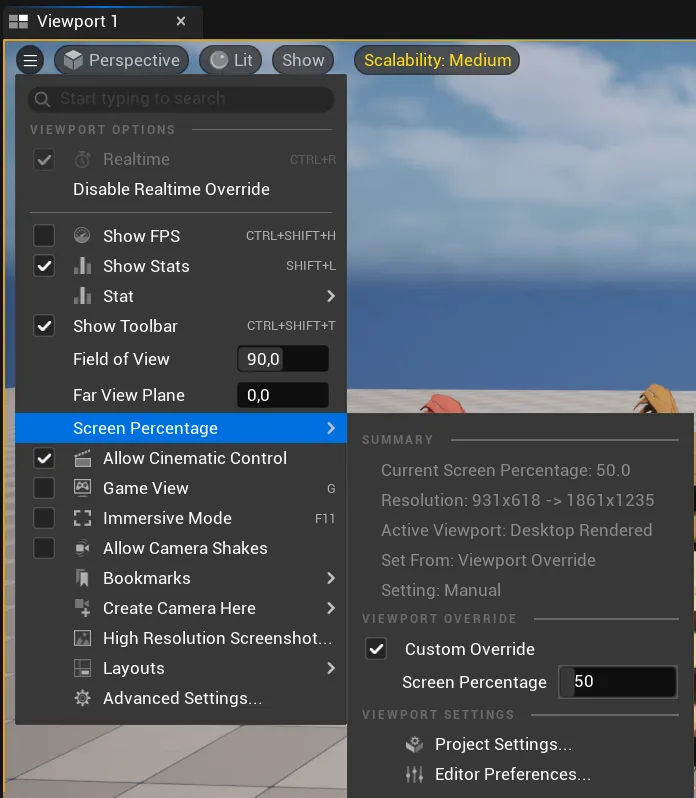 Viewport 1
Perspective
Lit
Show
Scalability: Medium
Start typing to search
VIEWPORT OPTIONS
Realtime CTRL+R
Disable Realtime Override
Show FPS CTRL+SHIFT+H
Show Stats SHIFT+L
Stat
Show Toolbar CTRL+SHIFT+T
Field of View 90,0
Far View Plane 0,0
Screen Percentage
Allow Cinematic Control
Game View G
Immersive Mode F11
Allow Camera Shakes
Bookmarks
Create Camera Here
High Resolution Screenshot...
Layouts
Advanced Settings...
SUMMARY
Current Screen Percentage: 50.0
Resolution: 931x618 -> 1861x1235
Active Viewport: Desktop Rendered
Set From: Viewport Override
Setting: Manual
VIEWPORT OVERRIDE
Custom Override
Screen Percentage 50
VIEWPORT SETTINGS
Project Settings...
Editor Preferences...